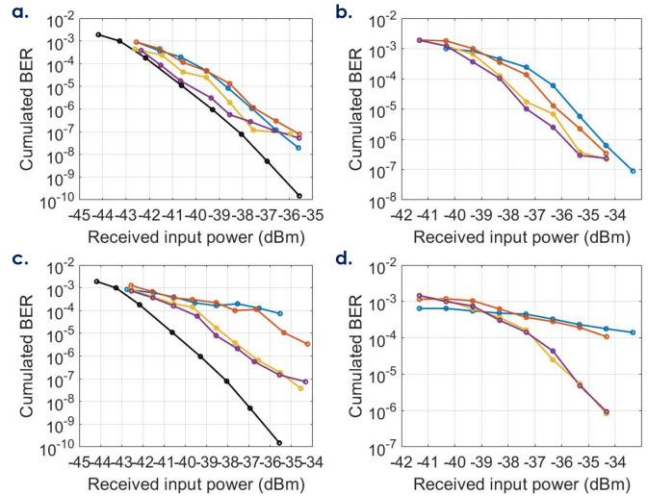 a.
Cumulated BER
10-2
10-3
10-4
10-5
10-6
10-7
10-8
10-9
10-10
-45-44-43-42-41-40-39-38-37-36-35
Received input power (dBm)
b.
Cumulated BER
10-2
10-3
10-4
10-5
10-6
10-7
10-8
-42 -41 -40 -39 -38 -37 -36 -35 -34
Received input power (dBm)
c.
Cumulated BER
10-2
10-3
10-4
10-5
10-6
10-7
10-8
10-9
10-10
-45-44-43-42-41-40-39-38-37-36-35-34
Received input power (dBm)
d.
Cumulated BER
10-2
10-3
10-4
10-5
10-6
10-7
-42 -41 -40 -39 -38 -37 -36 -35 -34
Received input power (dBm)